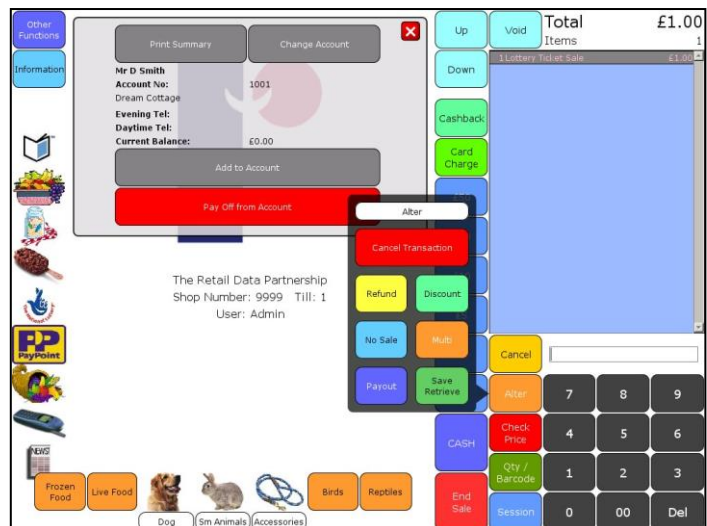 Other
Functions
Information
Print Summary
Change Account
Mr D Smith
Account No: 1001
Dream Cottage
Evening Tel:
Daytime Tel:
Current Balance: £0.00
Add to Account
Pay Off from Account
The Retail Data Partnership
Shop Number: 9999 Till: 1
User: Admin
PayPoint
NEWS
Frozen
Food
Live Food
Dog
Sm Animals
Accessories
Birds
Reptiles
Alter
Cancel Transaction
Refund
Discount
No Sale
Multi
Payout
Save
Retrieve
Up
Down
Cashback
Card
Charge
CASH
End
Sale
Void
Total £1.00
Items 1
1 Lottery Ticket Sale £1.00
Cancel
Alter
7
8
9
Check
Price
4
5
6
Qty /
Barcode
1
2
3
Session
0
00
Del